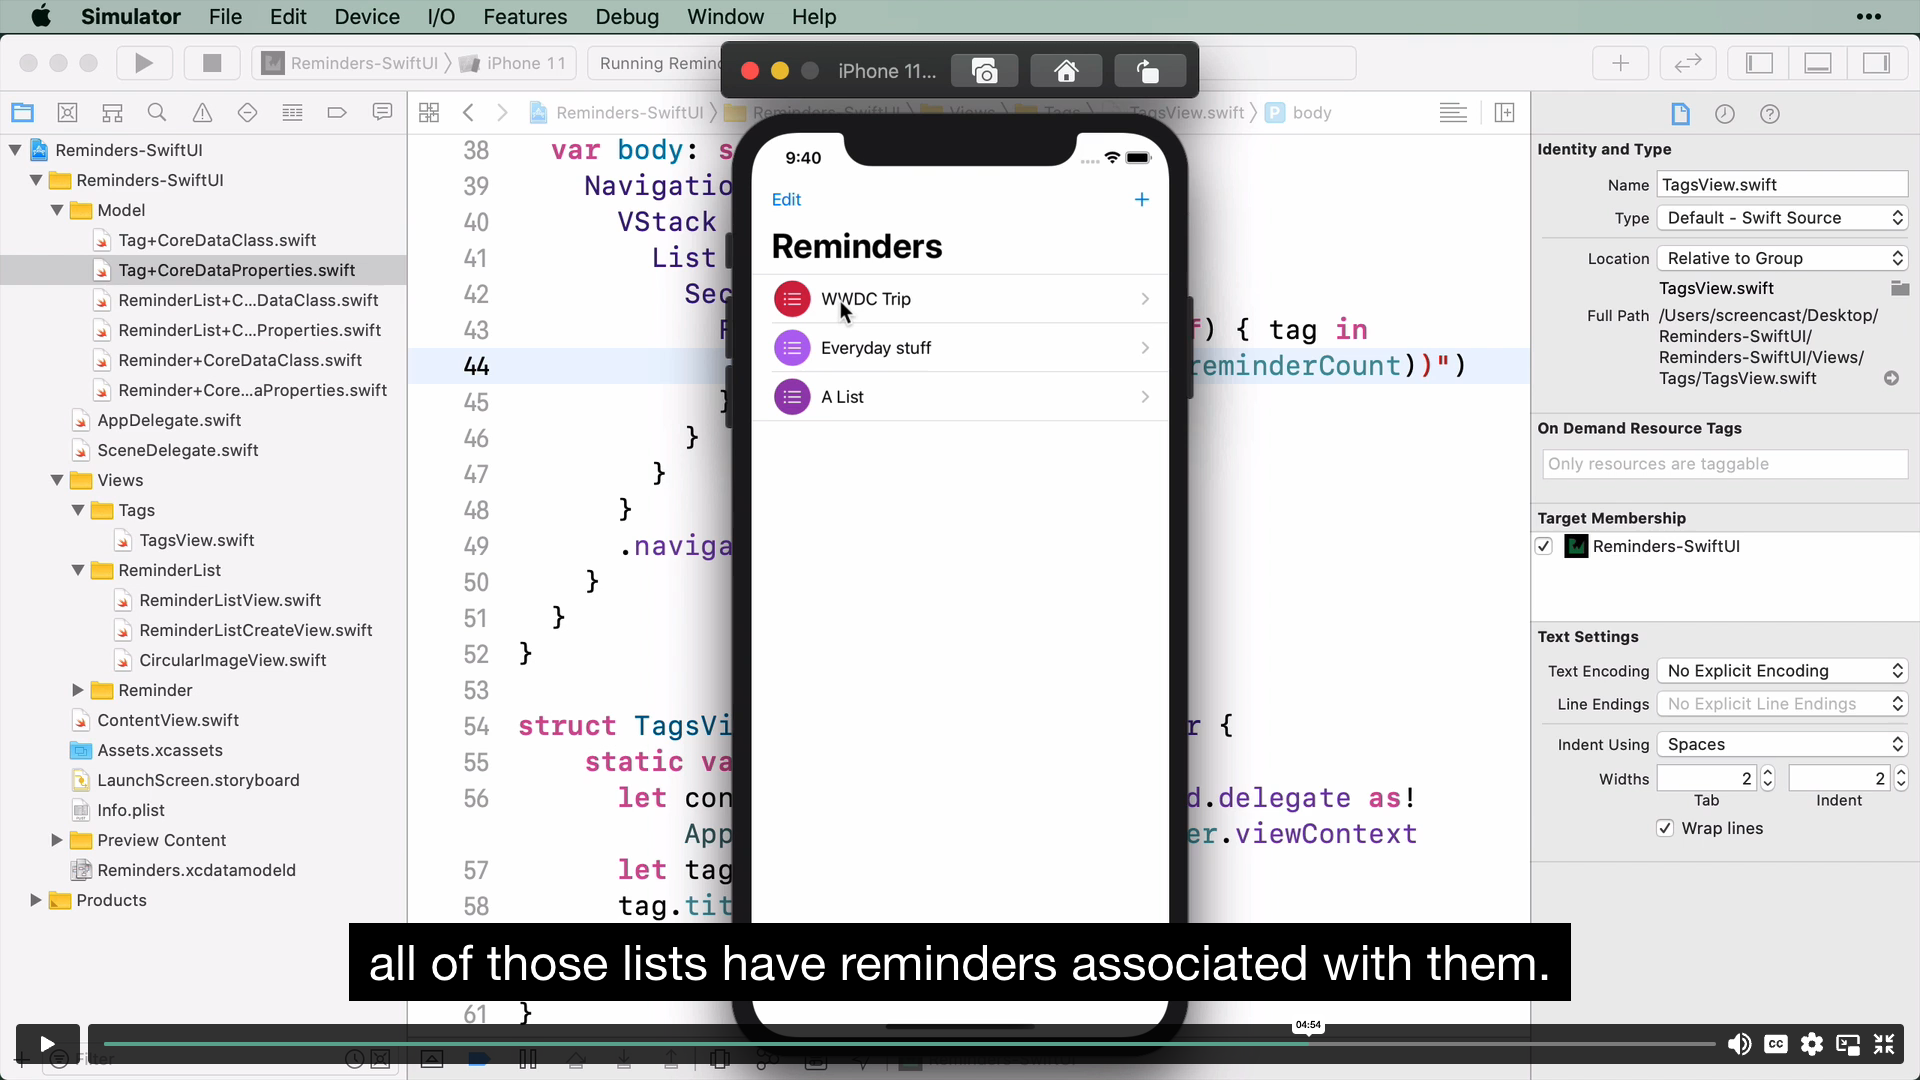 Simulator File Edit Device I/O Features Debug Window Help
Reminders-SwiftUI iPhone 11
Running Remin
iPhone 11...
Reminders-SwiftUI Reminders-SwiftUI Views Tags TagsView.swift body
Reminders-SwiftUI
Reminders-SwiftUI
Model
Tag+CoreDataClass.swift
Tag+CoreDataProperties.swift
ReminderList+C...DataClass.swift
ReminderList+C...Properties.swift
Reminder+CoreDataClass.swift
Reminder+Core...aProperties.swift
AppDelegate.swift
SceneDelegate.swift
Views
Tags
TagsView.swift
ReminderList
ReminderListView.swift
ReminderListCreateView.swift
CircularImageView.swift
Reminder
ContentView.swift
Assets.xcassets
LaunchScreen.storyboard
Info.plist
Preview Content
Reminders.xcdatamodeld
Products
Filter
38 var body: s
39 Navigatio
40 VStack
41 List
42 Sec
43 ) { tag in
44 reminderCount))")
45 }
46 }
47 }
48 }
49 .naviga
50 }
51 }
52 }
53
54 struct TagsVi r {
55 static va
56 let con d.delegate as!
App er.viewContext
57 let tag
58 tag.tit
61 }
9:40
Edit +
Reminders
WWDC Trip
Everyday stuff
A List
Identity and Type
Name TagsView.swift
Type Default - Swift Source
Location Relative to Group
TagsView.swift
Full Path /Users/screencast/Desktop/
Reminders-SwiftUI/
Reminders-SwiftUI/Views/
Tags/TagsView.swift
On Demand Resource Tags
Only resources are taggable
Target Membership
Reminders-SwiftUI
Text Settings
Text Encoding No Explicit Encoding
Line Endings No Explicit Line Endings
Indent Using Spaces
Widths 2 2
Tab Indent
Wrap lines
all of those lists have reminders associated with them.
04:54
CC
Reminders-SwiftUI